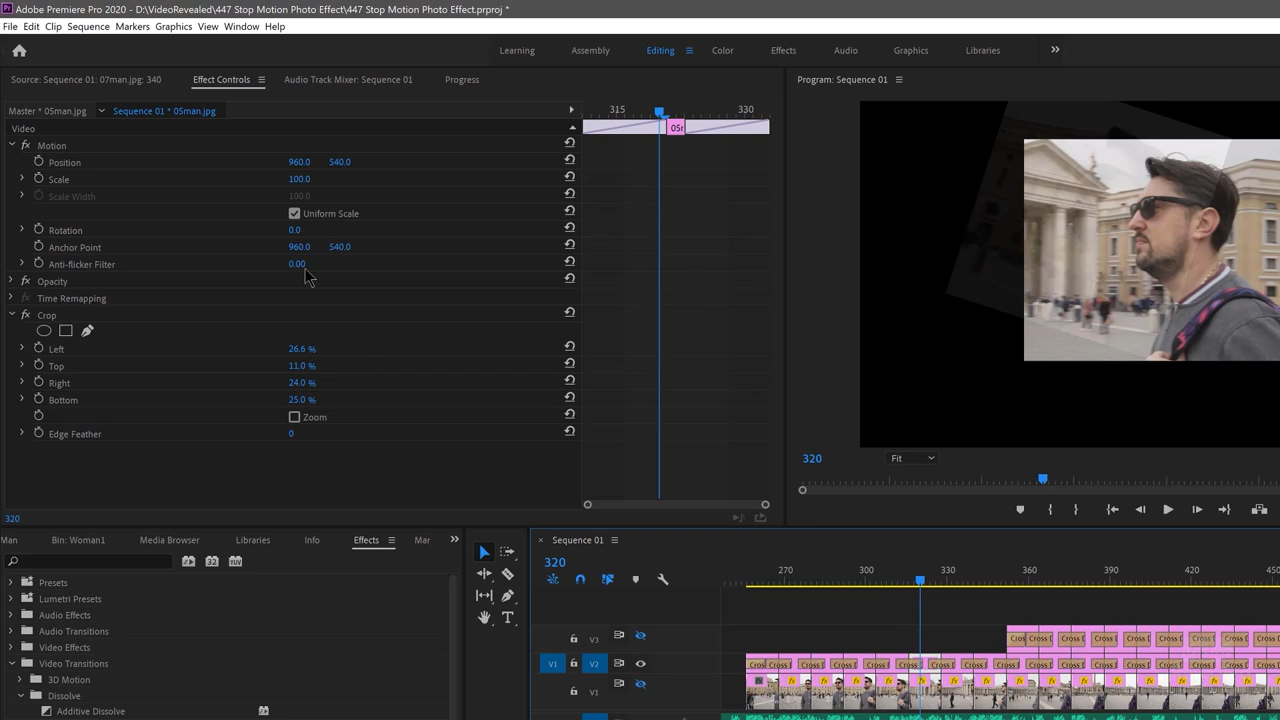 Adobe Premiere Pro 2020 - D:\VideoRevealed\447 Stop Motion Photo Effect\447 Stop Motion Photo Effect.prproj *
File Edit Clip Sequence Markers Graphics View Window Help
Learning Assembly Editing Color Effects Audio Graphics Libraries
Source: Sequence 01: 07man.jpg: 340 Effect Controls Audio Track Mixer: Sequence 01 Progress
Program: Sequence 01
Master * 05man.jpg Sequence 01 * 05man.jpg 315 330
Video
Motion
Position 960.0 540.0
Scale 100.0
Scale Width 100.0
Uniform Scale
Rotation 0.0
Anchor Point 960.0 540.0
Anti-flicker Filter 0.00
Opacity
Time Remapping
Crop
Left 26.6 %
Top 11.0 %
Right 24.0 %
Bottom 25.0 %
Zoom
Edge Feather 0
320 Fit
320
Man Bin: Woman1 Media Browser Libraries Info Effects Mar
Sequence 01
320
270 300 330 360 390 420 450
Presets
Lumetri Presets
Audio Effects
Audio Transitions
Video Effects
Video Transitions
3D Motion
Dissolve
Additive Dissolve
V3
V1 V2
V1